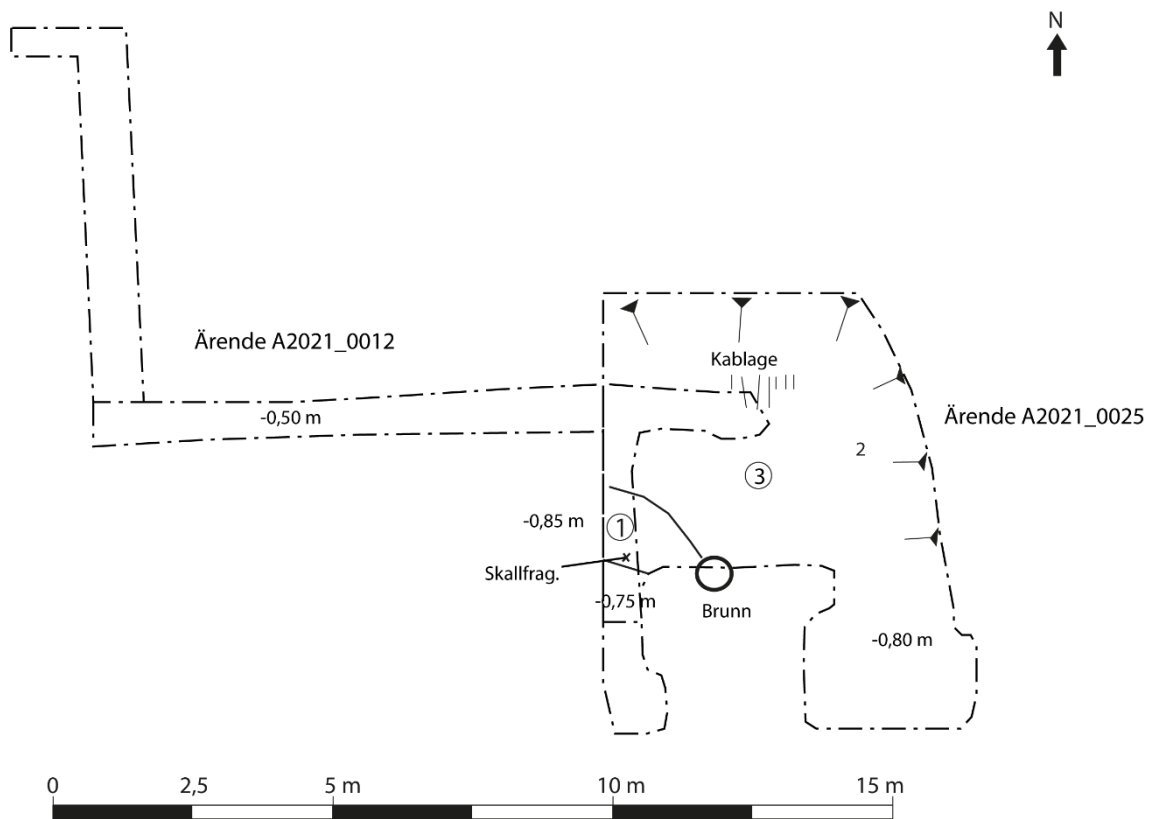 N
Ärende A2021_0012
Kablage
-0,50 m
Ärende A2021_0025
2
3
-0,85 m
1
Skallfrag.
-0,75 m
Brunn
-0,80 m
0 2,5 5 m 10 m 15 m